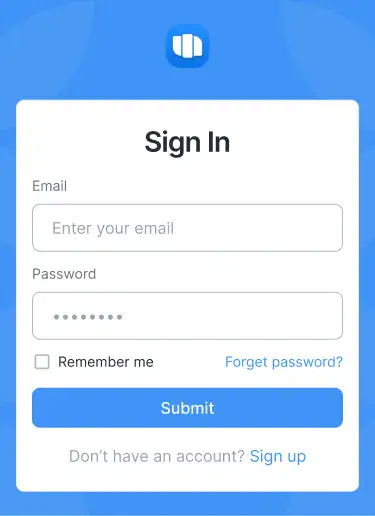 Sign In
Email
Enter your email
Password
Remember me Forget password?
Submit
Don't have an account? Sign up